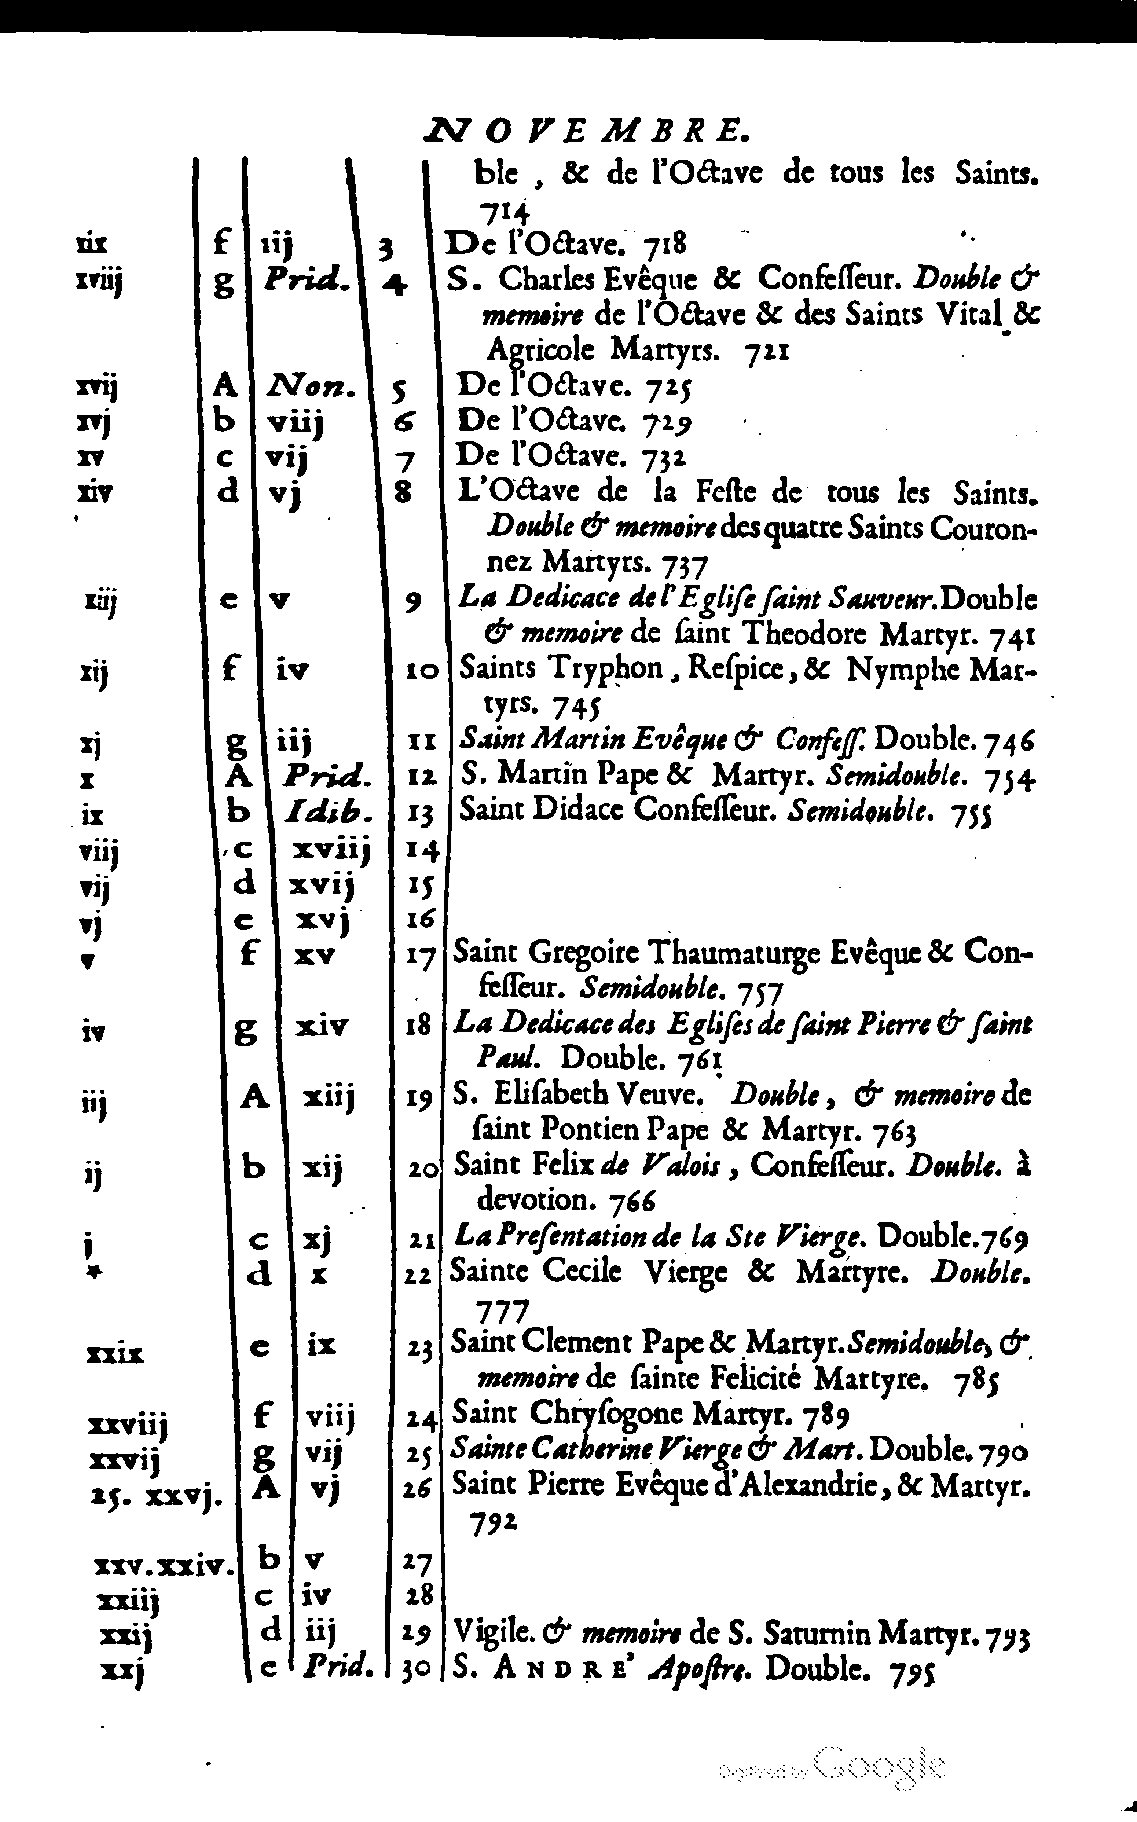 NOVEMBRE.
ble, & de l'Octave de tous les Saints.
714
xix f iij 3 De l'Octave. 718
xviij g Prid. 4 S. Charles Evêque & Confeſſeur. Double &
memoire de l'Octave & des Saints Vital &
Agricole Martyrs. 721
xvij A Non. 5 De l'Octave. 725
xvj b viij 6 De l'Octave. 729
xv c vij 7 De l'Octave. 732
xiv d vj 8 L'Octave de la Feſte de tous les Saints.
Double & memoire des quatre Saints Couron-
nez Martyrs. 737
xiij e v 9 La Dedicace de l'Egliſe ſaint Sauveur. Double
& memoire de ſaint Theodore Martyr. 741
xij f iv 10 Saints Tryphon, Reſpice, & Nymphe Mar-
tyrs. 745
xj g iij 11 Saint Martin Evêque & Confeſſ. Double. 746
x A Prid. 12 S. Martin Pape & Martyr. Semidouble. 754
ix b Idib. 13 Saint Didace Confeſſeur. Semidouble. 755
viij c xviij 14
vij d xvij 15
vj e xvj 16
v f xv 17 Saint Gregoire Thaumaturge Evêque & Con-
feſſeur. Semidouble. 757
iv g xiv 18 La Dedicace des Egliſes de ſaint Pierre & ſaint
Paul. Double. 761
iij A xiij 19 S. Eliſabeth Veuve. Double, & memoire de
ſaint Pontien Pape & Martyr. 763
ij b xij 20 Saint Felix de Valois, Confeſſeur. Double. à
devotion. 766
j c xj 21 La Preſentation de la Ste Vierge. Double. 769
* d x 22 Sainte Cecile Vierge & Martyre. Double.
777
xxix e ix 23 Saint Clement Pape & Martyr. Semidouble, &
memoire de ſainte Felicité Martyre. 785
xxviij f viij 24 Saint Chryſogone Martyr. 789
xxvij g vij 25 Sainte Catherine Vierge & Mart. Double. 790
25. xxvj. A vj 26 Saint Pierre Evêque d'Alexandrie, & Martyr.
792
xxv. xxiv. b v 27
xxiij c iv 28
xxij d iij 29 Vigile. & memoire de S. Saturnin Martyr. 793
xxj e Prid. 30 S. ANDRE' Apoſtre. Double. 795
Digitized by Google